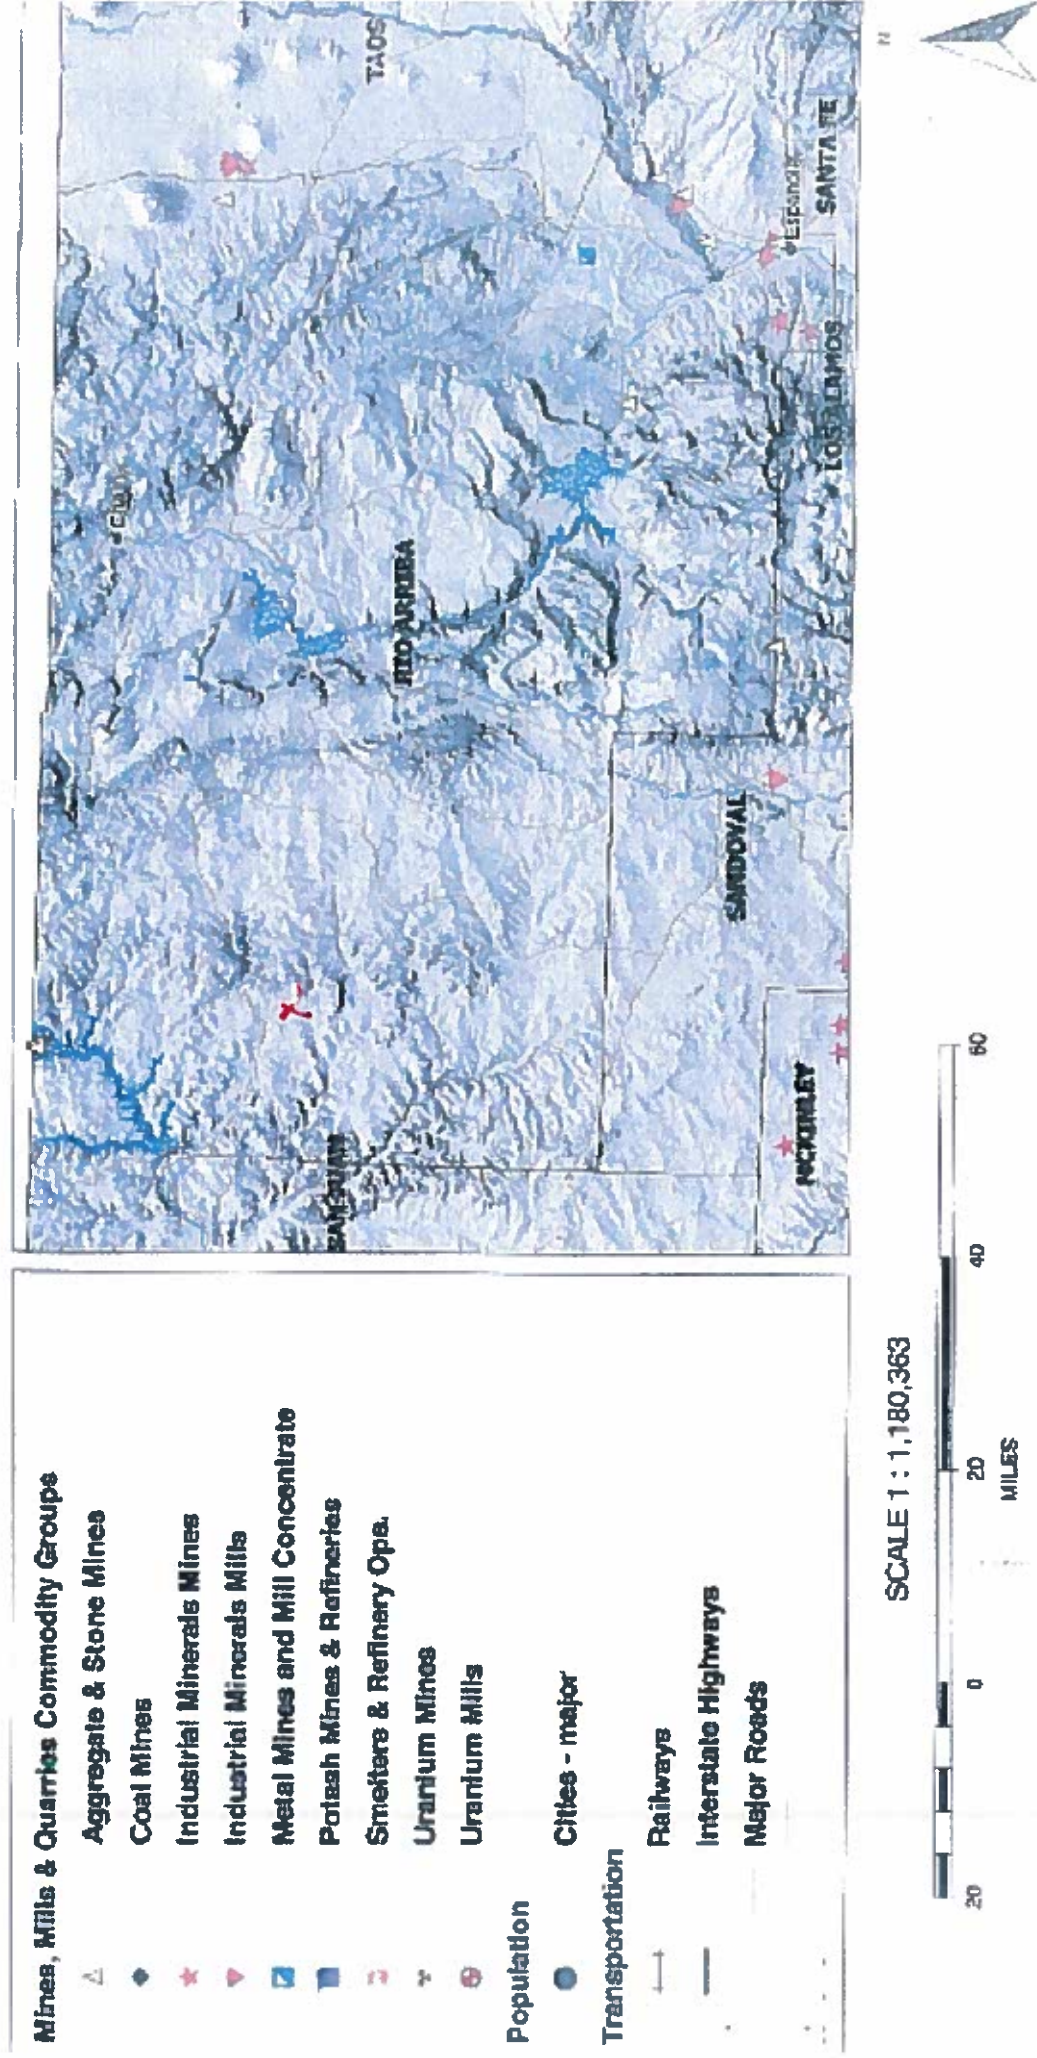 Mines, Mills & Quarries Commodity Groups
Aggregate & Stone Mines
Coal Mines
Industrial Minerals Mines
Industrial Minerals Mills
Metal Mines and Mill Concentrate
Potash Mines & Refineries
Smelters & Refinery Ops.
Uranium Mines
Uranium Mills
Population
Cities - major
Transportation
Railways
Interstate Highways
Major Roads
TAOS
RIO ARRIBA
SAN JUAN
SANDOVAL
MCKINLEY
LOS ALAMOS
Espanola
SANTA FE
SCALE 1 : 1,180,363
20
0
20
40
60
MILES
N